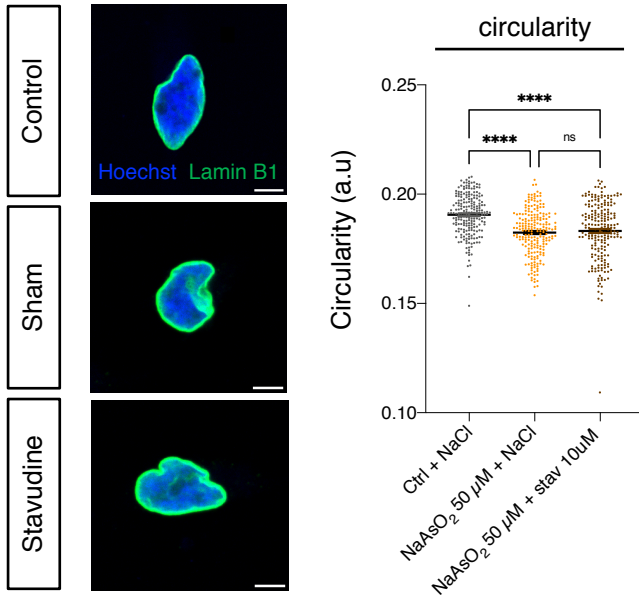 Control
Hoechst Lamin B1
Sham
Stavudine
circularity
****
****
ns
0.25
0.20
0.15
0.10
Circularity (a.u)
Ctrl + NaCl
NaAsO₂ 50 µM + NaCl
NaAsO₂ 50 µM + stav 10uM